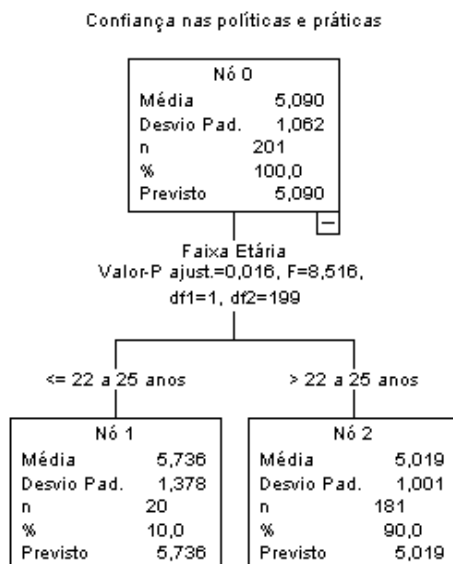 Confiança nas políticas e práticas
Nó 0
Média 5,090
Desvio Pad. 1,062
n 201
% 100,0
Previsto 5,090
Faixa Etária
Valor-P ajust.=0,016, F=8,516,
df1=1, df2=199
<= 22 a 25 anos
> 22 a 25 anos
Nó 1
Média 5,736
Desvio Pad. 1,378
n 20
% 10,0
Previsto 5,736
Nó 2
Média 5,019
Desvio Pad. 1,001
n 181
% 90,0
Previsto 5,019